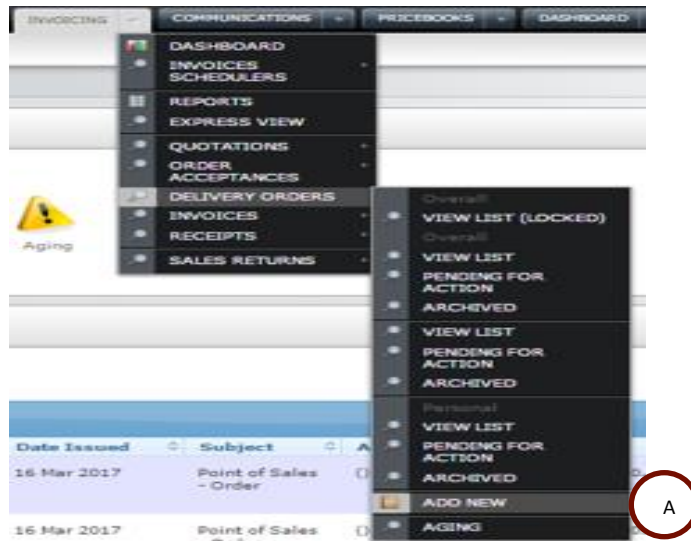 INVOICING
COMMUNICATIONS
PRICEBOOKS
DASHBOARD
DASHBOARD
INVOICES
SCHEDULERS
REPORTS
EXPRESS VIEW
QUOTATIONS
ORDER
ACCEPTANCES
DELIVERY ORDERS
INVOICES
RECEIPTS
SALES RETURNS
Aging
Overall
VIEW LIST (LOCKED)
Overall
VIEW LIST
PENDING FOR
ACTION
ARCHIVED
VIEW LIST
PENDING FOR
ACTION
ARCHIVED
Personal
VIEW LIST
PENDING FOR
ACTION
ARCHIVED
ADD NEW
AGING
A
Date Issued
Subject
A
16 Mar 2017
Point of Sales
- Order
16 Mar 2017
Point of Sales